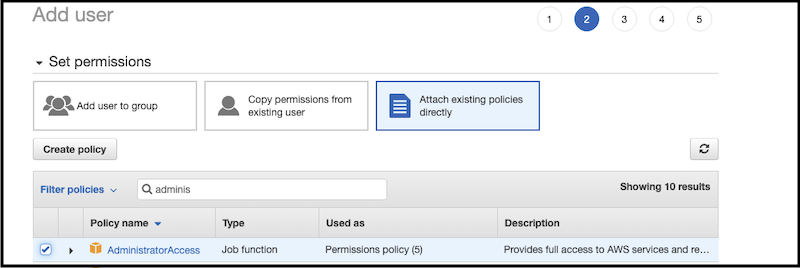 Add user
1 2 3 4 5
Set permissions
Add user to group
Copy permissions from
existing user
Attach existing policies
directly
Create policy
Filter policies
adminis
Showing 10 results
Policy name Type Used as Description
AdministratorAccess Job function Permissions policy (5) Provides full access to AWS services and re…